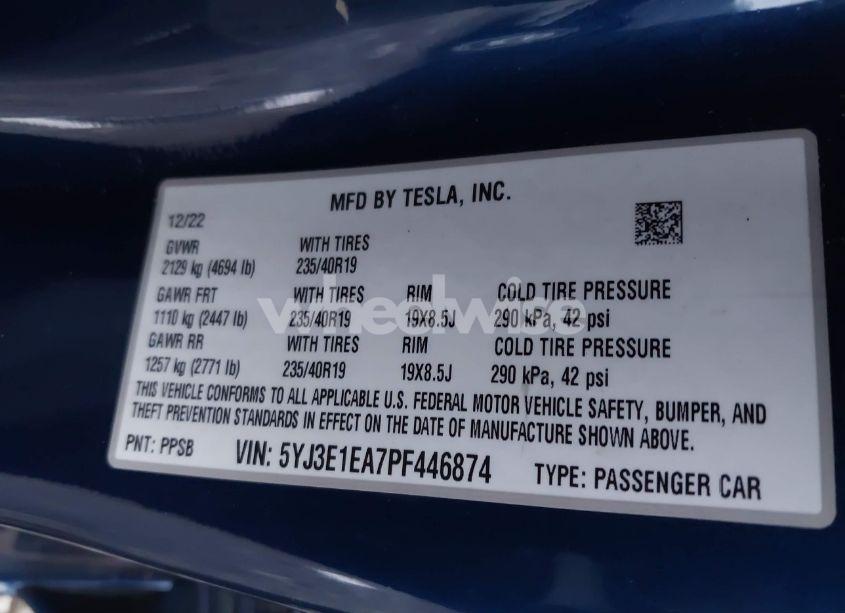 MFD BY TESLA, INC.
12/22
GVWR WITH TIRES
2129 kg (4694 lb) 235/40R19
GAWR FRT WITH TIRES RIM COLD TIRE PRESSURE
1110 kg (2447 lb) 235/40R19 19X8.5J 290 kPa, 42 psi
GAWR RR WITH TIRES RIM COLD TIRE PRESSURE
1257 kg (2771 lb) 235/40R19 19X8.5J 290 kPa, 42 psi
THIS VEHICLE CONFORMS TO ALL APPLICABLE U.S. FEDERAL MOTOR VEHICLE SAFETY, BUMPER, AND
THEFT PREVENTION STANDARDS IN EFFECT ON THE DATE OF MANUFACTURE SHOWN ABOVE.
PNT: PPSB VIN: 5YJ3E1EA7PF446874 TYPE: PASSENGER CAR
wheelwire